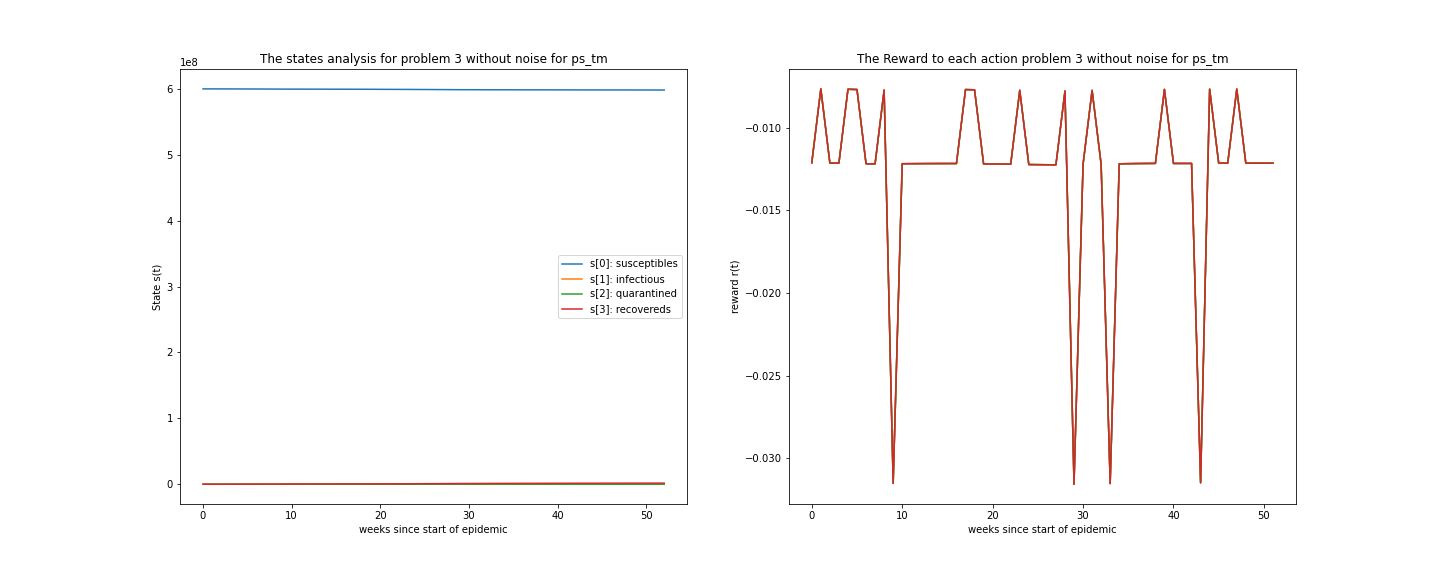 The states analysis for problem 3 without noise for ps_tm
1e8
6
5
4
3
2
1
0
State s(t)
s[0]: susceptibles
s[1]: infectious
s[2]: quarantined
s[3]: recovereds
0 10 20 30 40 50
weeks since start of epidemic
The Reward to each action problem 3 without noise for ps_tm
−0.010
−0.015
−0.020
−0.025
−0.030
reward r(t)
0 10 20 30 40 50
weeks since start of epidemic